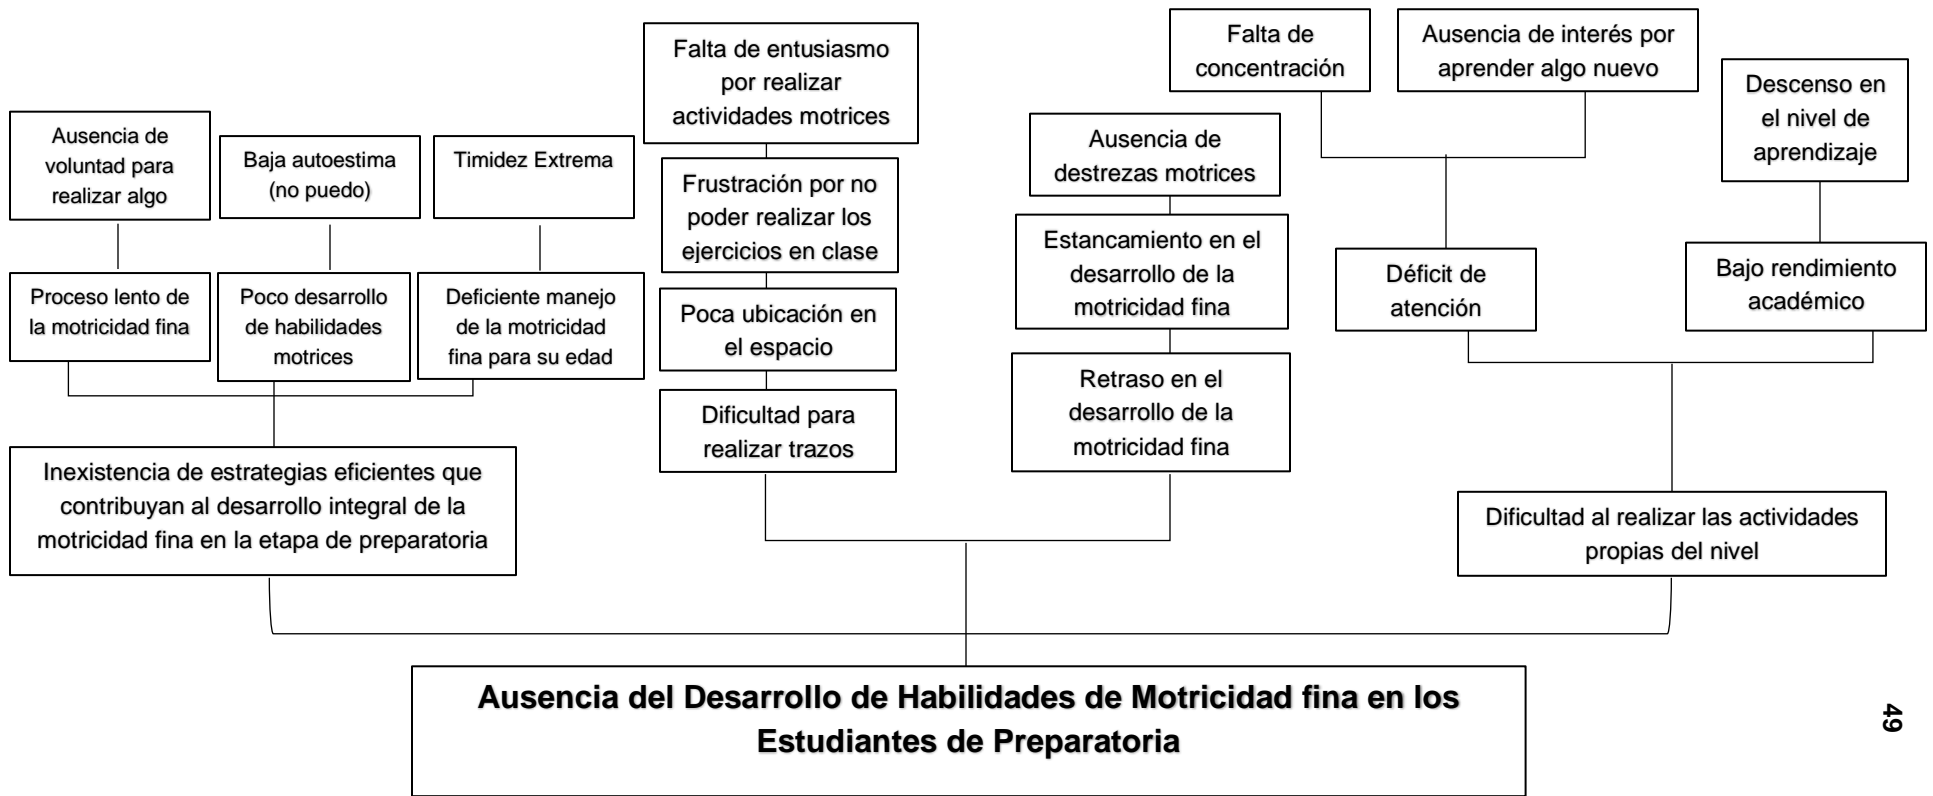 Falta de
concentración
Ausencia de interés por
aprender algo nuevo
Falta de entusiasmo
por realizar
actividades motrices
Descenso en
el nivel de
aprendizaje
Ausencia de
voluntad para
realizar algo
Baja autoestima
(no puedo)
Timidez Extrema
Ausencia de
destrezas motrices
Frustración por no
poder realizar los
ejercicios en clase
Estancamiento en el
desarrollo de la
motricidad fina
Déficit de
atención
Bajo rendimiento
académico
Proceso lento de
la motricidad fina
Poco desarrollo
de habilidades
motrices
Deficiente manejo
de la motricidad
fina para su edad
Poca ubicación en
el espacio
Retraso en el
desarrollo de la
motricidad fina
Dificultad para
realizar trazos
Inexistencia de estrategias eficientes que
contribuyan al desarrollo integral de la
motricidad fina en la etapa de preparatoria
Dificultad al realizar las actividades
propias del nivel
Ausencia del Desarrollo de Habilidades de Motricidad fina en los
Estudiantes de Preparatoria
49